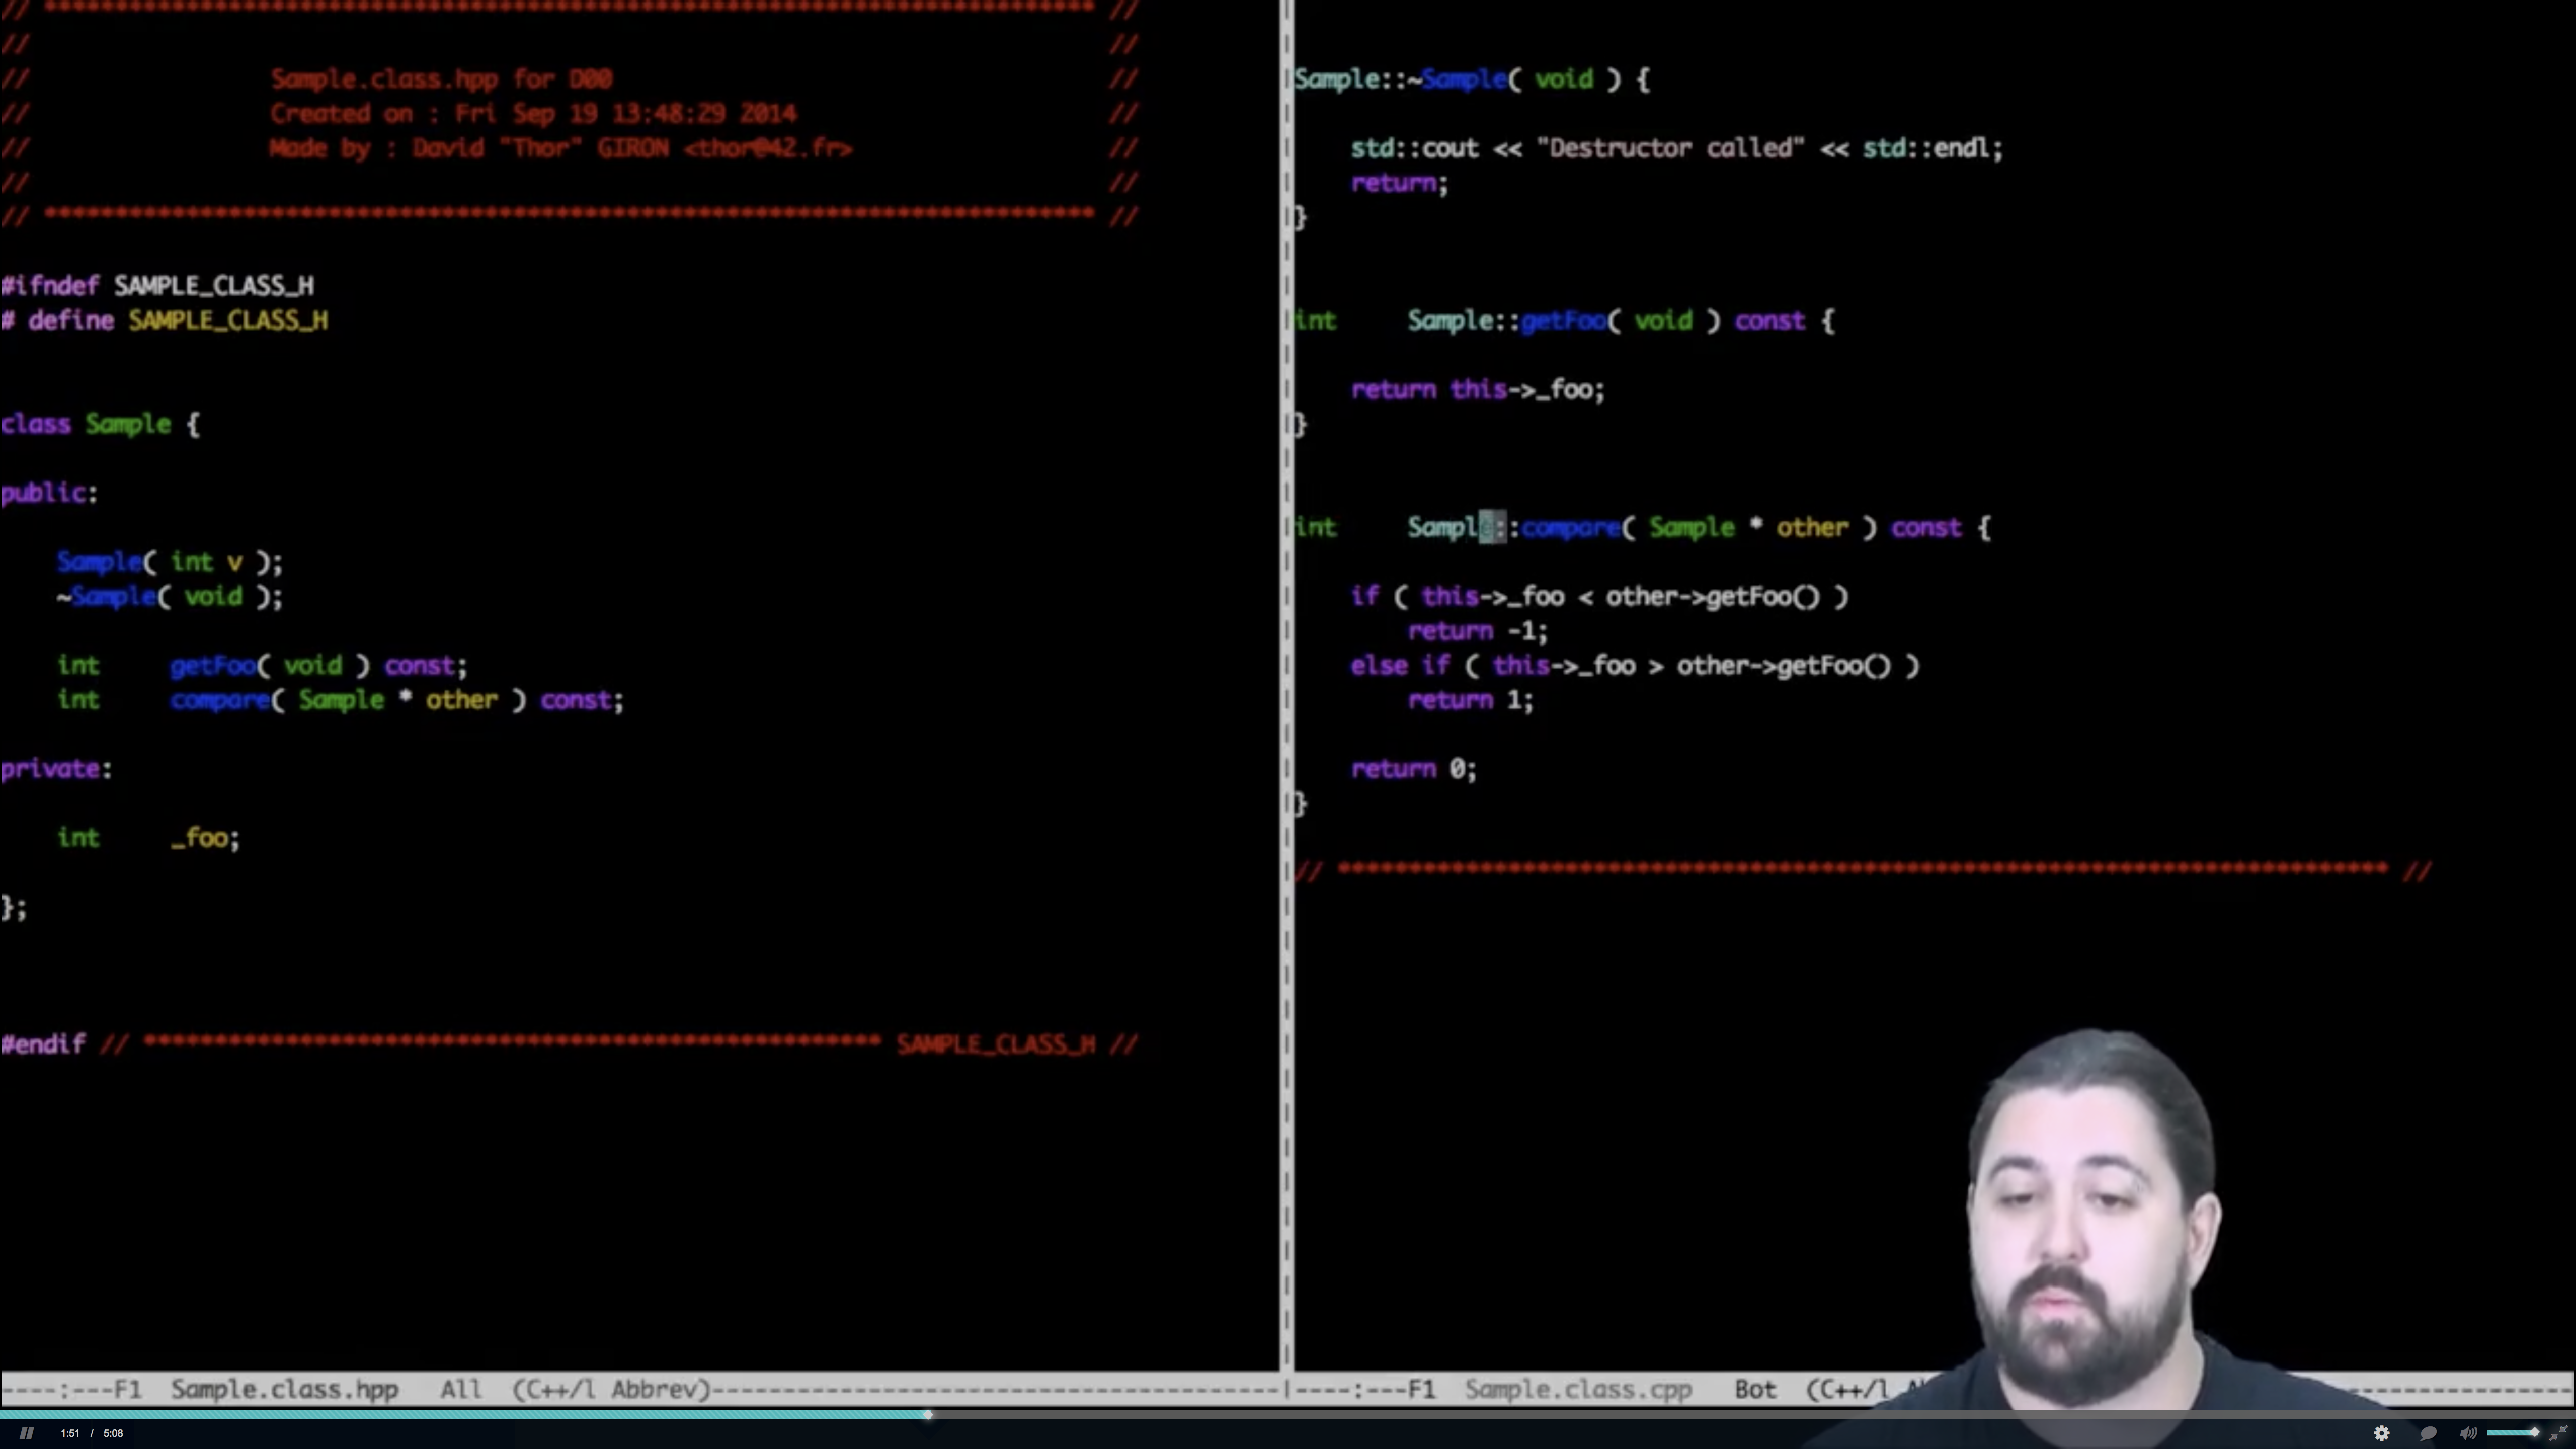 // ************************************************************************** //
//                                                                            //
//                 Sample.class.hpp for D00                                   //
//                 Created on : Fri Sep 19 13:48:29 2014                      //
//                 Made by : David "Thor" GIRON <thor@42.fr>                  //
//                                                                            //
// ************************************************************************** //
#ifndef SAMPLE_CLASS_H
# define SAMPLE_CLASS_H
class Sample {
public:
    Sample( int v );
    ~Sample( void );
    int     getFoo( void ) const;
    int     compare( Sample * other ) const;
private:
    int     _foo;
};
#endif // **************************************************** SAMPLE_CLASS_H //
----:---F1  Sample.class.hpp   All   (C++/l Abbrev)----------------------------------------
Sample::~Sample( void ) {
    std::cout << "Destructor called" << std::endl;
    return;
}
int     Sample::getFoo( void ) const {
    return this->_foo;
}
int     Sample::compare( Sample * other ) const {
    if ( this->_foo < other->getFoo() )
        return -1;
    else if ( this->_foo > other->getFoo() )
        return 1;
    return 0;
}
// ************************************************************************** //
----:---F1  Sample.class.cpp   Bot   (C++/l
1:51 / 5:08